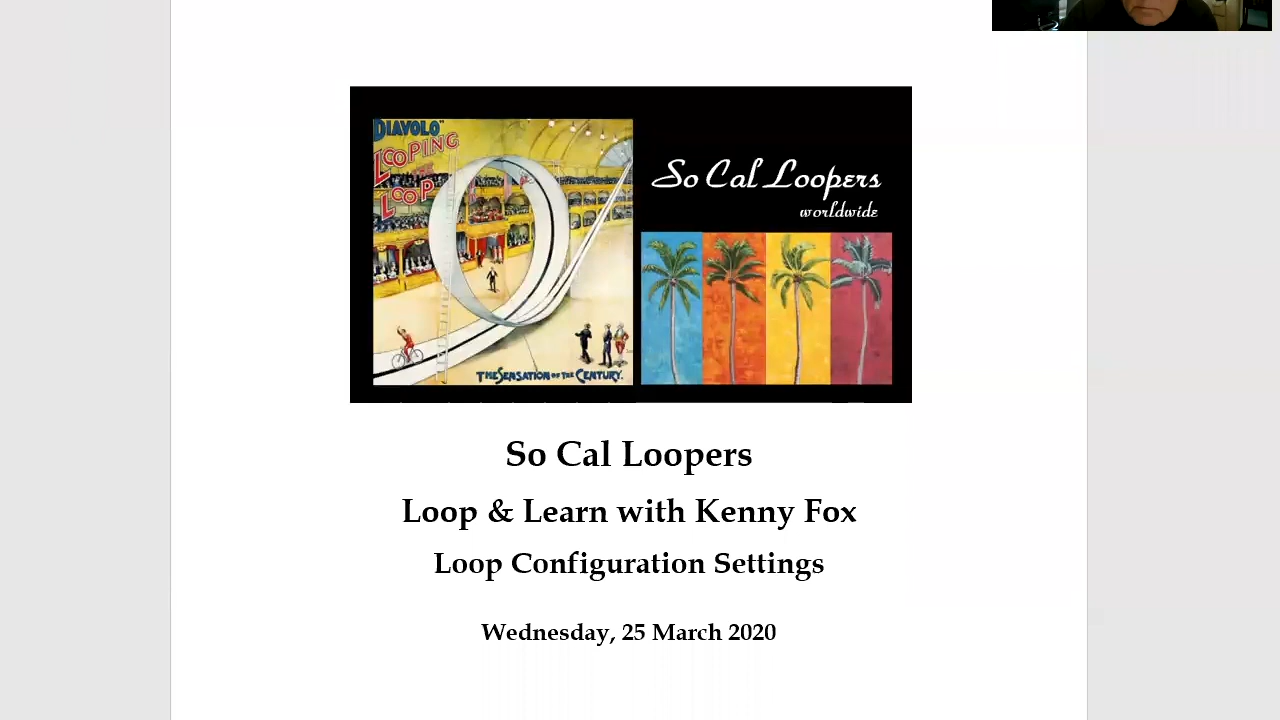 "DIAVOLO"
LOOPING
THE
LOOP
THE SENSATION OF THE CENTURY.
So Cal Loopers
worldwide
So Cal Loopers
Loop & Learn with Kenny Fox
Loop Configuration Settings
Wednesday, 25 March 2020